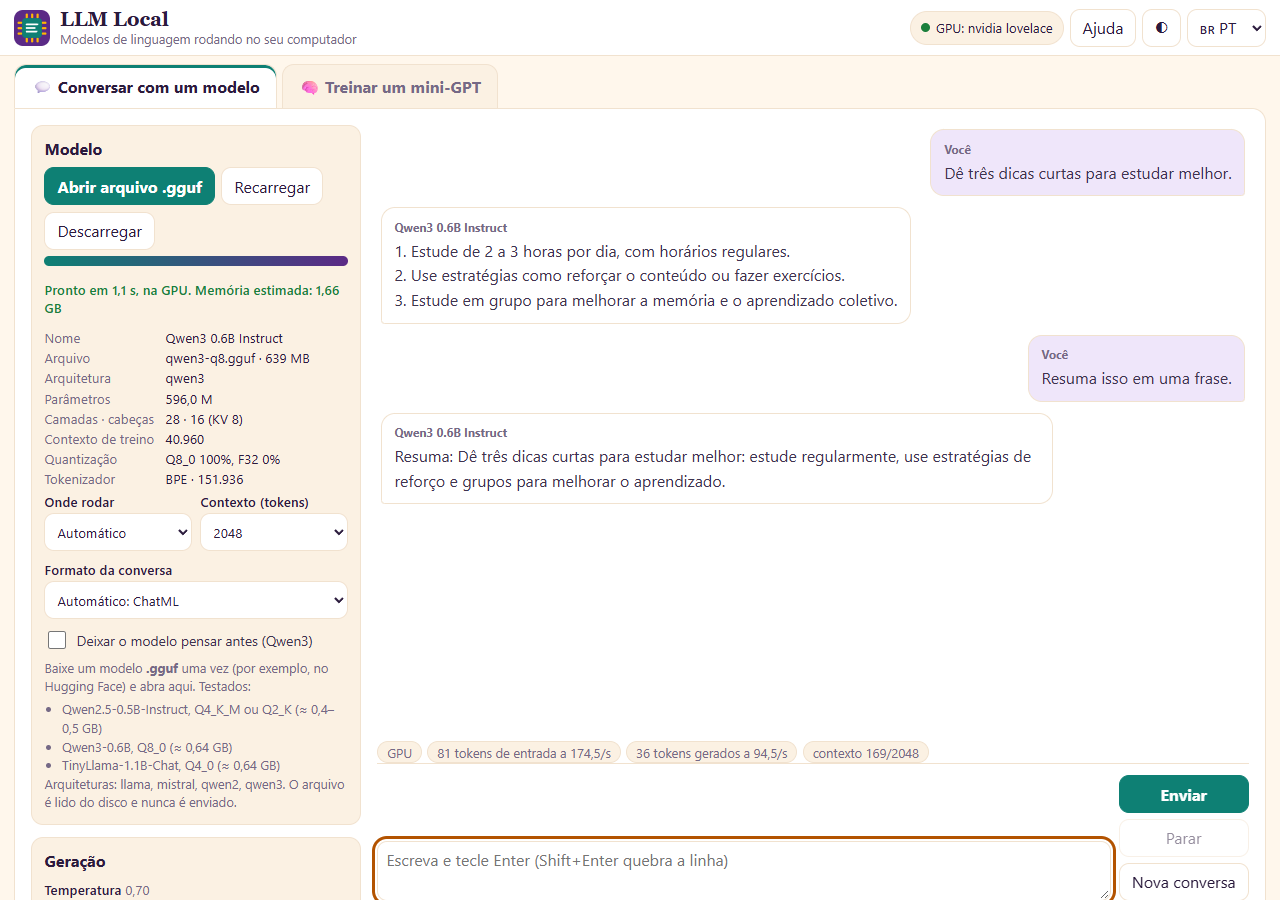 LLM Local
Modelos de linguagem rodando no seu computador
GPU: nvidia lovelace
Ajuda
BR PT
Conversar com um modelo
Treinar um mini-GPT
Modelo
Abrir arquivo .gguf
Recarregar
Descarregar
Pronto em 1,1 s, na GPU. Memória estimada: 1,66
GB
Nome Qwen3 0.6B Instruct
Arquivo qwen3-q8.gguf · 639 MB
Arquitetura qwen3
Parâmetros 596,0 M
Camadas · cabeças 28 · 16 (KV 8)
Contexto de treino 40.960
Quantização Q8_0 100%, F32 0%
Tokenizador BPE · 151.936
Onde rodar Contexto (tokens)
Automático 2048
Formato da conversa
Automático: ChatML
Deixar o modelo pensar antes (Qwen3)
Baixe um modelo .gguf uma vez (por exemplo, no
Hugging Face) e abra aqui. Testados:
• Qwen2.5-0.5B-Instruct, Q4_K_M ou Q2_K (≈ 0,4–
0,5 GB)
• Qwen3-0.6B, Q8_0 (≈ 0,64 GB)
• TinyLlama-1.1B-Chat, Q4_0 (≈ 0,64 GB)
Arquiteturas: llama, mistral, qwen2, qwen3. O arquivo
é lido do disco e nunca é enviado.
Geração
Temperatura 0,70
Você
Dê três dicas curtas para estudar melhor.
Qwen3 0.6B Instruct
1. Estude de 2 a 3 horas por dia, com horários regulares.
2. Use estratégias como reforçar o conteúdo ou fazer exercícios.
3. Estude em grupo para melhorar a memória e o aprendizado coletivo.
Você
Resuma isso em uma frase.
Qwen3 0.6B Instruct
Resuma: Dê três dicas curtas para estudar melhor: estude regularmente, use estratégias de
reforço e grupos para melhorar o aprendizado.
GPU
81 tokens de entrada a 174,5/s
36 tokens gerados a 94,5/s
contexto 169/2048
Escreva e tecle Enter (Shift+Enter quebra a linha)
Enviar
Parar
Nova conversa